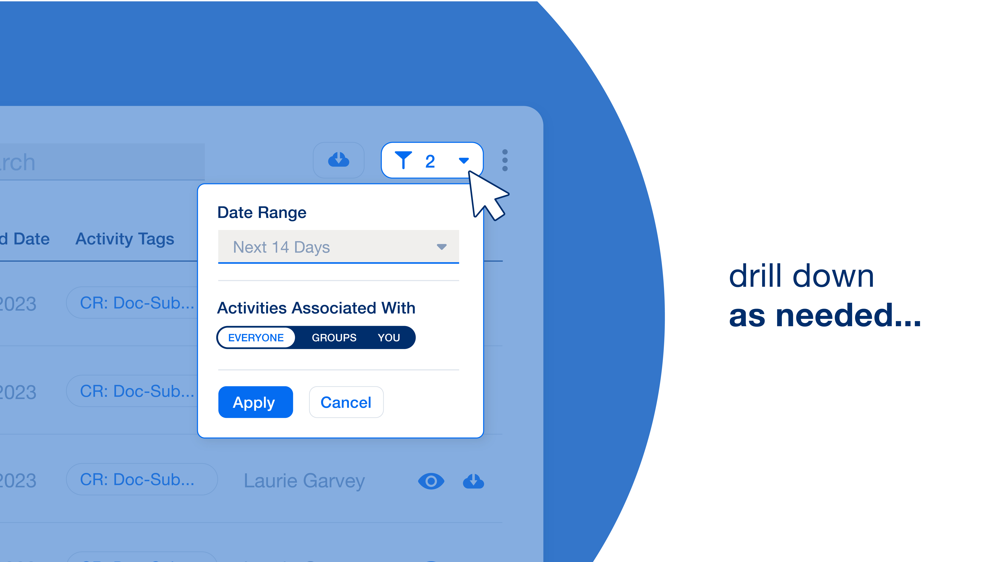 arch
2
Date Range
d Date Activity Tags
Next 14 Days
2023 CR: Doc-Sub...
Activities Associated With
EVERYONE GROUPS YOU
2023 CR: Doc-Sub...
Apply Cancel
2023 CR: Doc-Sub... Laurie Garvey
drill down
as needed...